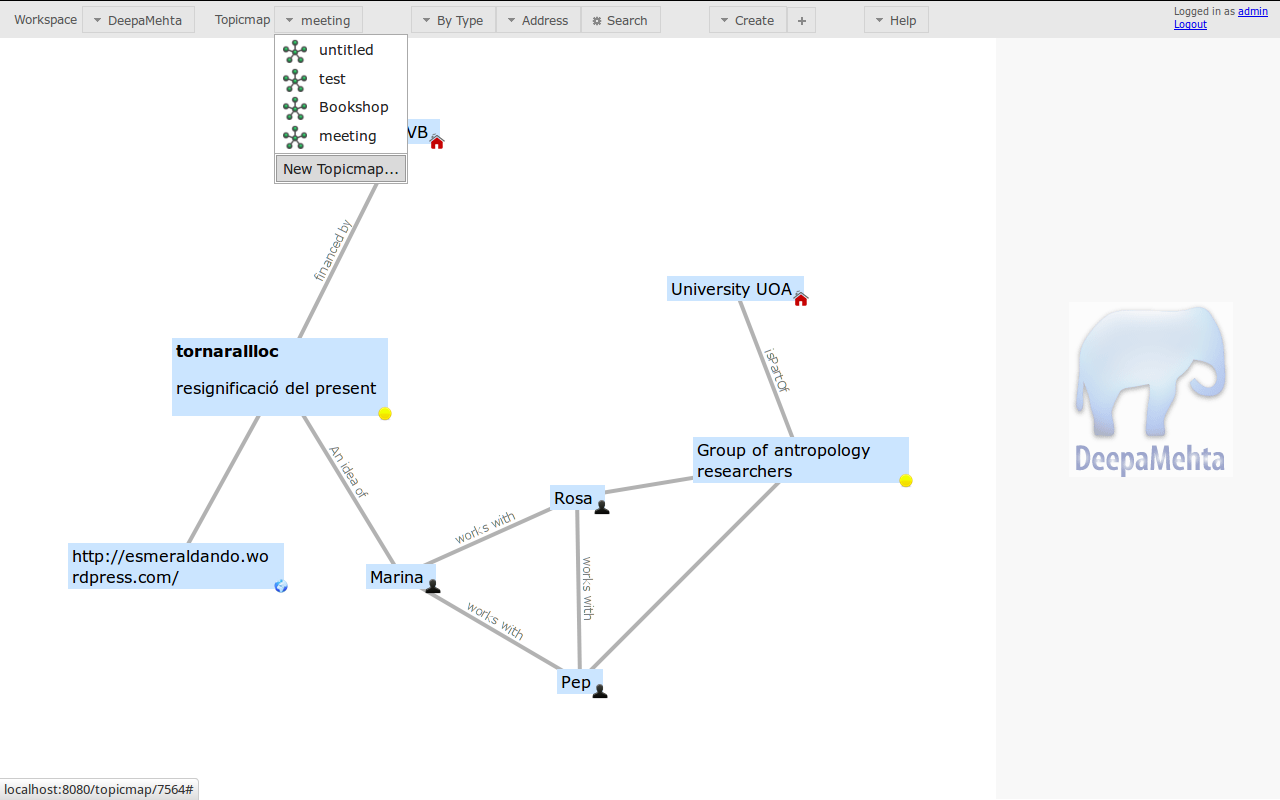 Workspace DeepaMehta Topicmap meeting By Type Address Search Create + Help
Logged in as admin
Logout
untitled
test
Bookshop
meeting
New Topicmap...
VB
financed by
University UOA
isPartOf
tornarallloc
resignificació del present
An idea of
Group of antropology
researchers
Rosa
works with
http://esmeraldando.wo
rdpress.com/
Marina
works with
works with
Pep
DeepaMehta
localhost:8080/topicmap/7564#